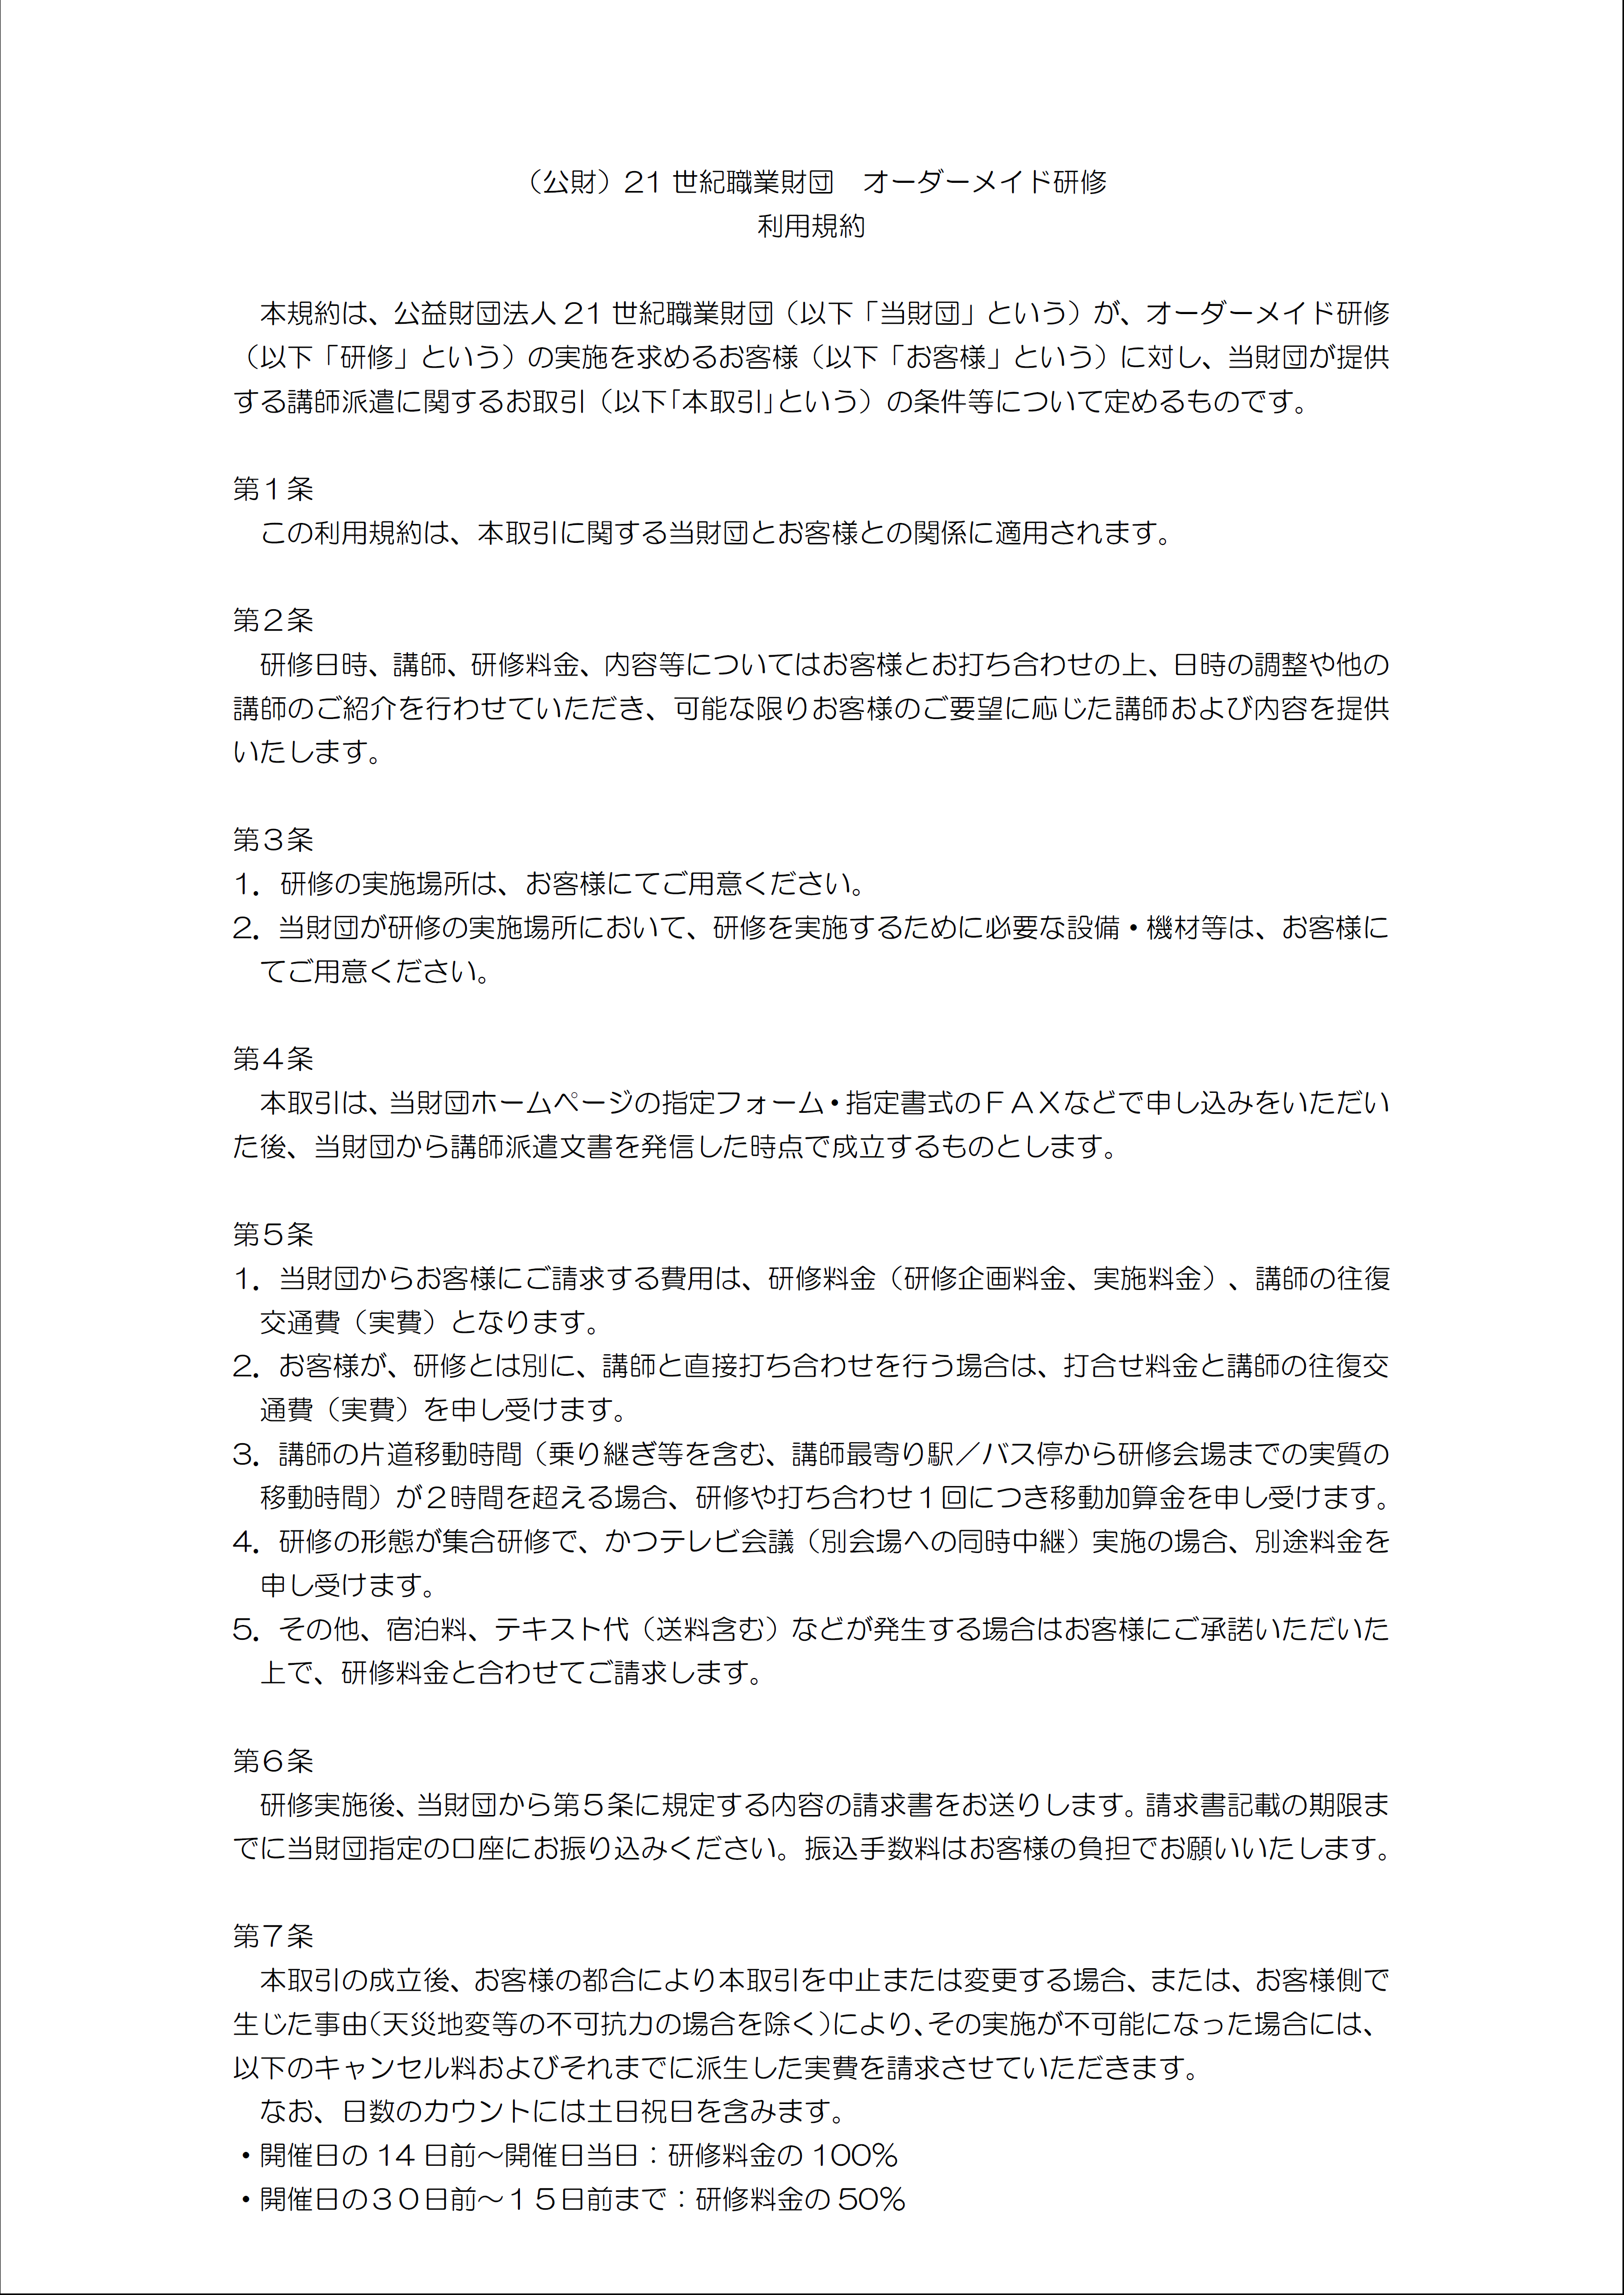 （公財）21 世紀職業財団　オーダーメイド研修
利用規約
本規約は、公益財団法人 21 世紀職業財団（以下「当財団」という）が、オーダーメイド研修
（以下「研修」という）の実施を求めるお客様（以下「お客様」という）に対し、当財団が提供
する講師派遣に関するお取引（以下｢本取引｣という）の条件等について定めるものです。
第１条
この利用規約は、本取引に関する当財団とお客様との関係に適用されます。
第２条
研修日時、講師、研修料金、内容等についてはお客様とお打ち合わせの上、日時の調整や他の
講師のご紹介を行わせていただき、可能な限りお客様のご要望に応じた講師および内容を提供
いたします。
第３条
1．研修の実施場所は、お客様にてご用意ください。
2．当財団が研修の実施場所において、研修を実施するために必要な設備・機材等は、お客様に
てご用意ください。
第４条
本取引は、当財団ホームページの指定フォーム・指定書式のＦＡＸなどで申し込みをいただい
た後、当財団から講師派遣文書を発信した時点で成立するものとします。
第５条
1．当財団からお客様にご請求する費用は、研修料金（研修企画料金、実施料金）、講師の往復
交通費（実費）となります。
2．お客様が、研修とは別に、講師と直接打ち合わせを行う場合は、打合せ料金と講師の往復交
通費（実費）を申し受けます。
3．講師の片道移動時間（乗り継ぎ等を含む、講師最寄り駅／バス停から研修会場までの実質の
移動時間）が２時間を超える場合、研修や打ち合わせ１回につき移動加算金を申し受けます。
4．研修の形態が集合研修で、かつテレビ会議（別会場への同時中継）実施の場合、別途料金を
申し受けます。
5．その他、宿泊料、テキスト代（送料含む）などが発生する場合はお客様にご承諾いただいた
上で、研修料金と合わせてご請求します。
第６条
研修実施後、当財団から第５条に規定する内容の請求書をお送りします。請求書記載の期限ま
でに当財団指定の口座にお振り込みください。振込手数料はお客様の負担でお願いいたします。
第７条
本取引の成立後、お客様の都合により本取引を中止または変更する場合、または、お客様側で
生じた事由(天災地変等の不可抗力の場合を除く)により、その実施が不可能になった場合には、
以下のキャンセル料およびそれまでに派生した実費を請求させていただきます。
なお、日数のカウントには土日祝日を含みます。
・開催日の 14 日前～開催日当日：研修料金の 100％
・開催日の３０日前～１５日前まで：研修料金の 50％